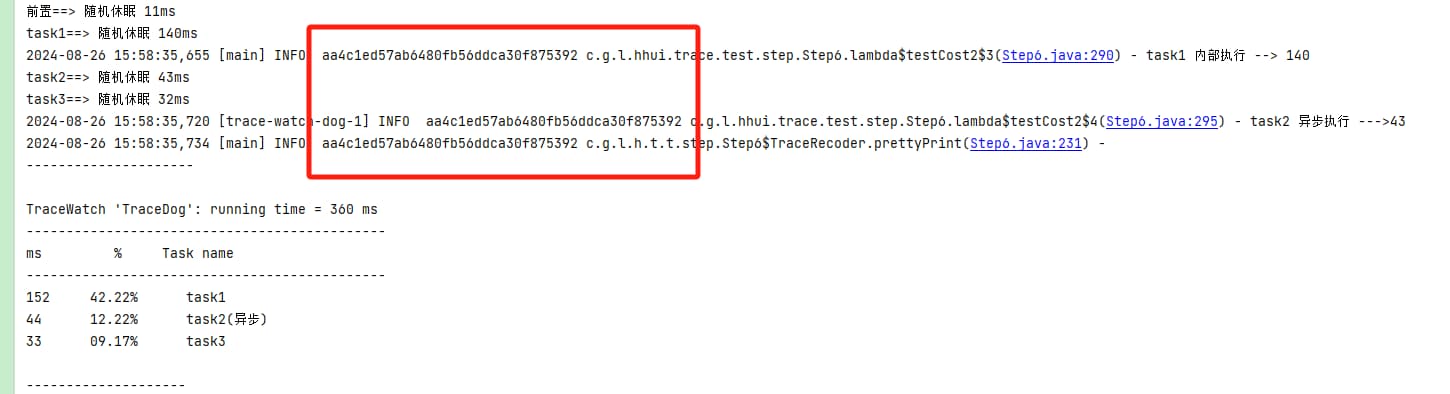 前置==> 随机休眠 11ms
task1==> 随机休眠 140ms
2024-08-26 15:58:35,655 [main] INFO  aa4c1ed57ab6480fb56ddca30f875392 c.g.l.hhui.trace.test.step.Step6.lambda$testCost2$3(Step6.java:290) - task1 内部执行 --> 140
task2==> 随机休眠 43ms
task3==> 随机休眠 32ms
2024-08-26 15:58:35,720 [trace-watch-dog-1] INFO  aa4c1ed57ab6480fb56ddca30f875392 c.g.l.hhui.trace.test.step.Step6.lambda$testCost2$4(Step6.java:295) - task2 异步执行 --->43
2024-08-26 15:58:35,734 [main] INFO  aa4c1ed57ab6480fb56ddca30f875392 c.g.l.h.t.t.step.Step6$TraceRecoder.prettyPrint(Step6.java:231) -
---------------------
TraceWatch 'TraceDog': running time = 360 ms
---------------------------------------------
ms         %     Task name
---------------------------------------------
152     42.22%      task1
44      12.22%      task2(异步)
33      09.17%      task3
--------------------